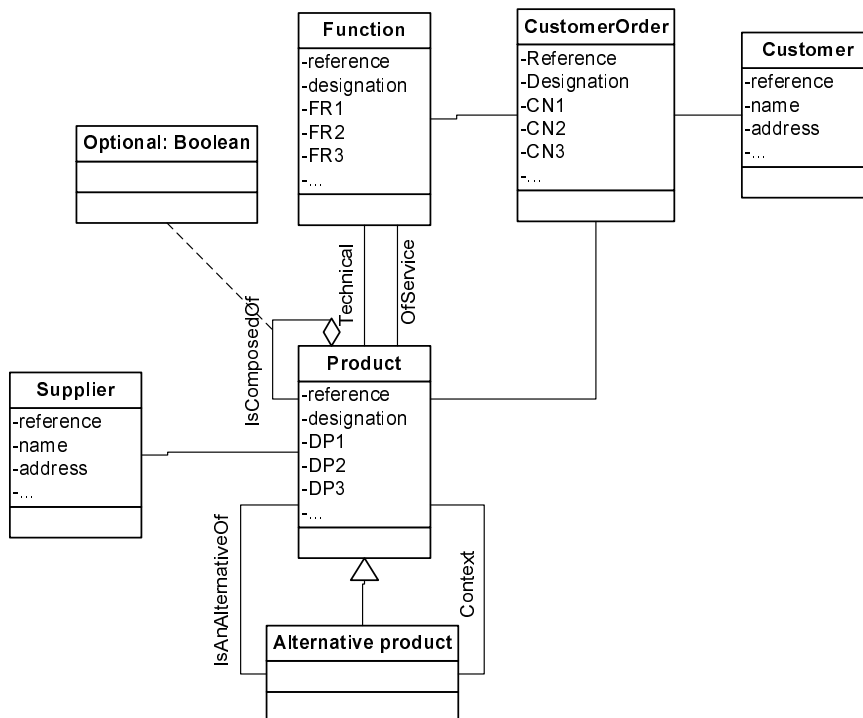 Function
-reference
-designation
-FR1
-FR2
-FR3
-...
CustomerOrder
-Reference
-Designation
-CN1
-CN2
-CN3
-...
Customer
-reference
-name
-address
-...
Optional: Boolean
Technical
OfService
IsComposedOf
Product
-reference
-designation
-DP1
-DP2
-DP3
-...
Supplier
-reference
-name
-address
-...
IsAnAlternativeOf
Context
Alternative product